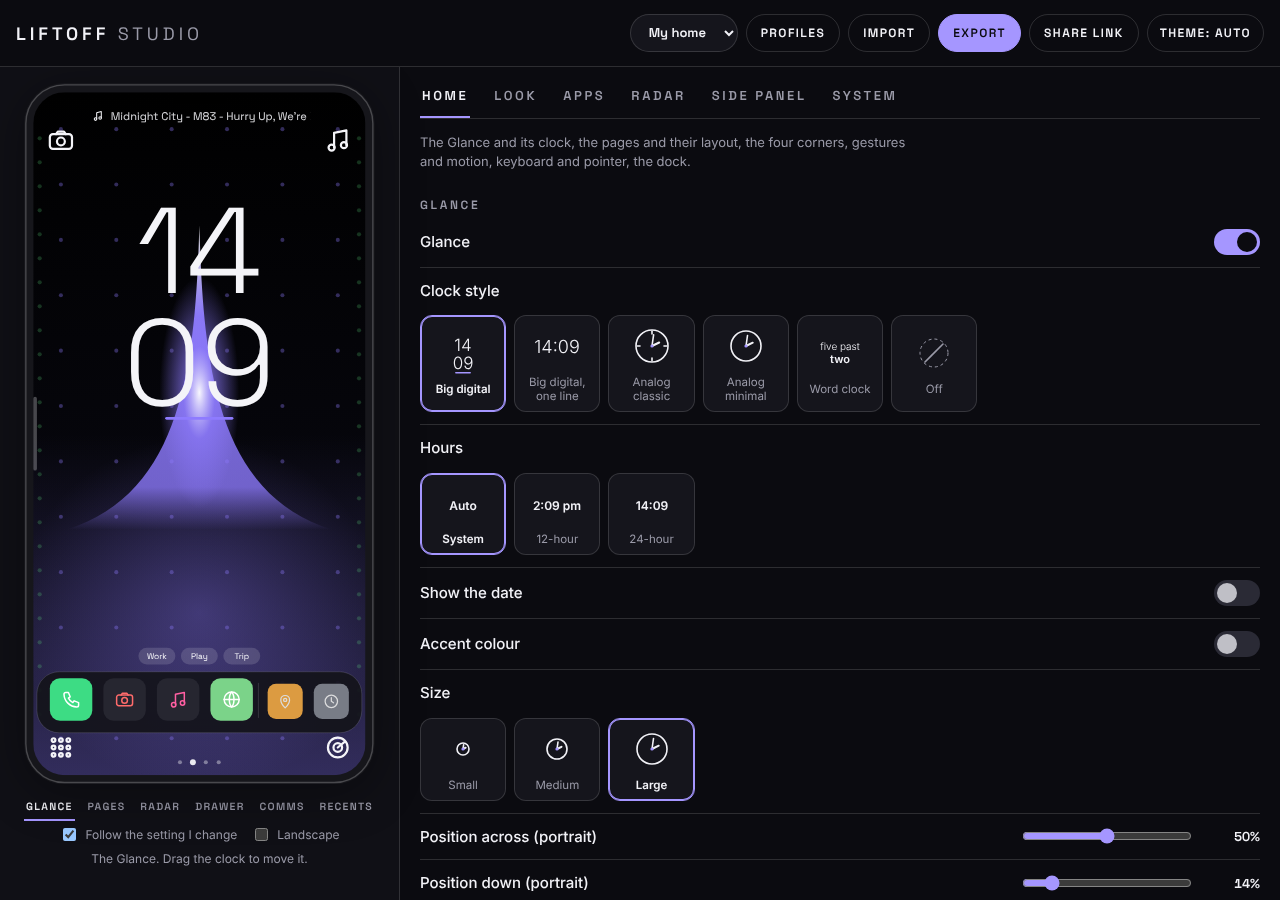 LIFTOFF STUDIO
My home
PROFILES
IMPORT
EXPORT
SHARE LINK
THEME: AUTO
Midnight City - M83 - Hurry Up, We're
14
09
Work Play Trip
GLANCE PAGES RADAR DRAWER COMMS RECENTS
Follow the setting I change Landscape
The Glance. Drag the clock to move it.
HOME LOOK APPS RADAR SIDE PANEL SYSTEM
The Glance and its clock, the pages and their layout, the four corners, gestures
and motion, keyboard and pointer, the dock.
GLANCE
Glance
Clock style
14
09
Big digital
14:09
Big digital,
one line
Analog
classic
Analog
minimal
five past
two
Word clock
Off
Hours
Auto
System
2:09 pm
12-hour
14:09
24-hour
Show the date
Accent colour
Size
Small
Medium
Large
Position across (portrait) 50%
Position down (portrait) 14%